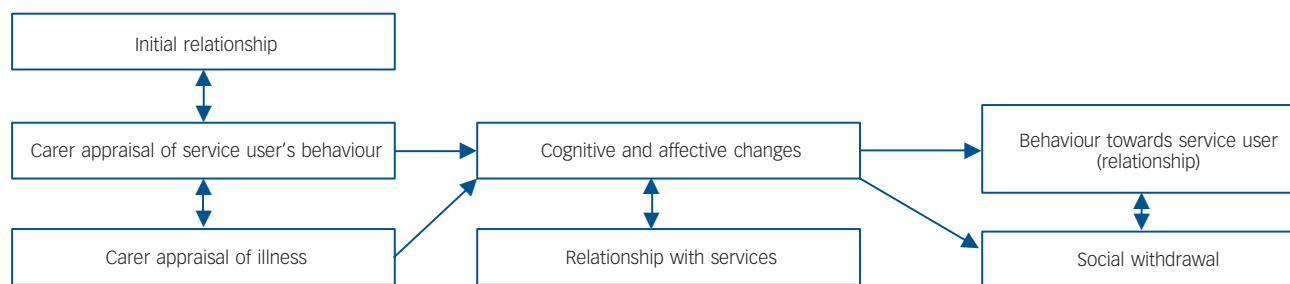 Initial relationship
Carer appraisal of service user's behaviour
Carer appraisal of illness
Cognitive and affective changes
Relationship with services
Behaviour towards service user
(relationship)
Social withdrawal